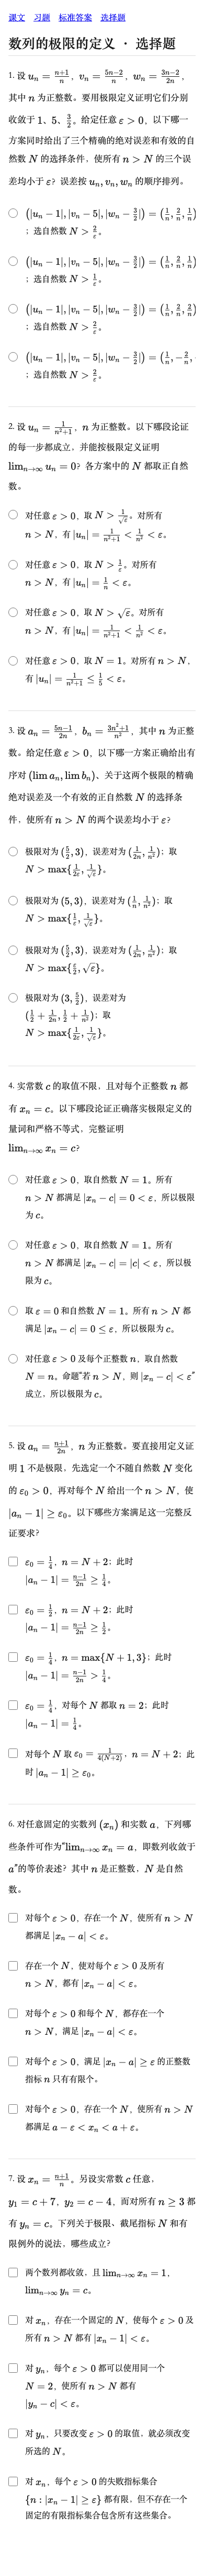 课文 习题 标准答案 选择题
数列的极限的定义 · 选择题
1. 设 $u_n = \frac{n+1}{n}$，$v_n = \frac{5n-2}{n}$，$w_n = \frac{3n-2}{2n}$，
其中 $n$ 为正整数。要用极限定义证明它们分别
收敛于 $1$、$5$、$\frac{3}{2}$。给定任意 $\varepsilon > 0$，以下哪一
方案同时给出了三个精确的绝对误差和有效的自
然数 $N$ 的选择条件，使所有 $n > N$ 的三个误
差均小于 $\varepsilon$？误差按 $u_n, v_n, w_n$ 的顺序排列。
$(|u_n - 1|, |v_n - 5|, |w_n - \frac{3}{2}|) = (\frac{1}{n}, \frac{2}{n}, \frac{1}{n})$
；选自然数 $N > \frac{2}{\varepsilon}$。
$(|u_n - 1|, |v_n - 5|, |w_n - \frac{3}{2}|) = (\frac{1}{n}, \frac{2}{n}, \frac{1}{n})$
；选自然数 $N > \frac{1}{\varepsilon}$。
$(|u_n - 1|, |v_n - 5|, |w_n - \frac{3}{2}|) = (\frac{1}{n}, \frac{2}{n}, \frac{2}{n})$
；选自然数 $N > \frac{2}{\varepsilon}$。
$(|u_n - 1|, |v_n - 5|, |w_n - \frac{3}{2}|) = (\frac{1}{n}, -\frac{2}{n},$
；选自然数 $N > \frac{2}{\varepsilon}$。
2. 设 $u_n = \frac{1}{n^2+1}$，$n$ 为正整数。以下哪段论证
的每一步都成立，并能按极限定义证明
$\lim_{n\to\infty} u_n = 0$？各方案中的 $N$ 都取正自然
数。
对任意 $\varepsilon > 0$，取 $N > \frac{1}{\sqrt{\varepsilon}}$。对所有
$n > N$，有 $|u_n| = \frac{1}{n^2+1} < \frac{1}{n^2} < \varepsilon$。
对任意 $\varepsilon > 0$，取 $N > \frac{1}{\varepsilon}$。对所有
$n > N$，有 $|u_n| = \frac{1}{n} < \varepsilon$。
对任意 $\varepsilon > 0$，取 $N > \sqrt{\varepsilon}$。对所有
$n > N$，有 $|u_n| = \frac{1}{n^2+1} < \frac{1}{n^2} < \varepsilon$。
对任意 $\varepsilon > 0$，取 $N = 1$。对所有 $n > N$，
有 $|u_n| = \frac{1}{n^2+1} \le \frac{1}{5} < \varepsilon$。
3. 设 $a_n = \frac{5n-1}{2n}$，$b_n = \frac{3n^2+1}{n^2}$，其中 $n$ 为正整
数。给定任意 $\varepsilon > 0$，以下哪一方案正确给出有
序对 $(\lim a_n, \lim b_n)$、关于这两个极限的精确
绝对误差及一个有效的正自然数 $N$ 的选择条
件，使所有 $n > N$ 的两个误差均小于 $\varepsilon$？
极限对为 $(\frac{5}{2}, 3)$，误差对为 $(\frac{1}{2n}, \frac{1}{n^2})$；取
$N > \max\{\frac{1}{2\varepsilon}, \frac{1}{\sqrt{\varepsilon}}\}$。
极限对为 $(5, 3)$，误差对为 $(\frac{1}{n}, \frac{1}{n^2})$；取
$N > \max\{\frac{1}{\varepsilon}, \frac{1}{\sqrt{\varepsilon}}\}$。
极限对为 $(\frac{5}{2}, 3)$，误差对为 $(\frac{1}{2n}, \frac{1}{n^2})$；取
$N > \max\{\frac{\varepsilon}{2}, \sqrt{\varepsilon}\}$。
极限对为 $(3, \frac{5}{2})$，误差对为
$(\frac{1}{2} + \frac{1}{2n}, \frac{1}{2} + \frac{1}{n^2})$；取
$N > \max\{\frac{1}{2\varepsilon}, \frac{1}{\sqrt{\varepsilon}}\}$。
4. 实常数 $c$ 的取值不限，且对每个正整数 $n$ 都
有 $x_n = c$。以下哪段论证正确落实极限定义的
量词和严格不等式，完整证明
$\lim_{n\to\infty} x_n = c$？
对任意 $\varepsilon > 0$，取自然数 $N = 1$。所有
$n > N$ 都满足 $|x_n - c| = 0 < \varepsilon$，所以极限
为 $c$。
对任意 $\varepsilon > 0$，取自然数 $N = 1$。所有
$n > N$ 都满足 $|x_n - c| = |c| < \varepsilon$，所以极
限为 $c$。
取 $\varepsilon = 0$ 和自然数 $N = 1$。所有 $n > N$ 都
满足 $|x_n - c| = 0 \le \varepsilon$，所以极限为 $c$。
对任意 $\varepsilon > 0$ 及每个正整数 $n$，取自然数
$N = n$。命题“若 $n > N$，则 $|x_n - c| < \varepsilon$”
成立，所以极限为 $c$。
5. 设 $a_n = \frac{n+1}{2n}$，$n$ 为正整数。要直接用定义证
明 $1$ 不是极限，先选定一个不随自然数 $N$ 变化
的 $\varepsilon_0 > 0$，再对每个 $N$ 给出一个 $n > N$，使
$|a_n - 1| \ge \varepsilon_0$。以下哪些方案满足这一完整反
证要求？
$\varepsilon_0 = \frac{1}{4}$，$n = N + 2$；此时
$|a_n - 1| = \frac{n-1}{2n} \ge \frac{1}{4}$。
$\varepsilon_0 = \frac{1}{2}$，$n = N + 2$；此时
$|a_n - 1| = \frac{n-1}{2n} \ge \frac{1}{2}$。
$\varepsilon_0 = \frac{1}{4}$，$n = \max\{N + 1, 3\}$；此时
$|a_n - 1| = \frac{n-1}{2n} > \frac{1}{4}$。
$\varepsilon_0 = \frac{1}{4}$，对每个 $N$ 都取 $n = 2$；此时
$|a_n - 1| = \frac{1}{4}$。
对每个 $N$ 取 $\varepsilon_0 = \frac{1}{4(N+2)}$，$n = N + 2$；此
时 $|a_n - 1| \ge \varepsilon_0$。
6. 对任意固定的实数列 $(x_n)$ 和实数 $a$，下列哪
些条件可作为“$\lim_{n\to\infty} x_n = a$，即数列收敛于
$a$”的等价表述？其中 $n$ 是正整数，$N$ 是自然
数。
对每个 $\varepsilon > 0$，存在一个 $N$，使所有 $n > N$
都满足 $|x_n - a| < \varepsilon$。
存在一个 $N$，使对每个 $\varepsilon > 0$ 及所有
$n > N$，都有 $|x_n - a| < \varepsilon$。
对每个 $\varepsilon > 0$ 和每个 $N$，都存在一个
$n > N$，满足 $|x_n - a| < \varepsilon$。
对每个 $\varepsilon > 0$，满足 $|x_n - a| \ge \varepsilon$ 的正整数
指标 $n$ 只有有限个。
对每个 $\varepsilon > 0$，存在一个 $N$，使所有 $n > N$
都满足 $a - \varepsilon < x_n < a + \varepsilon$。
7. 设 $x_n = \frac{n+1}{n}$。另设实常数 $c$ 任意，
$y_1 = c + 7$，$y_2 = c - 4$，而对所有 $n \ge 3$ 都
有 $y_n = c$。下列关于极限、截尾指标 $N$ 和有
限例外的说法，哪些成立？
两个数列都收敛，且 $\lim_{n\to\infty} x_n = 1$，
$\lim_{n\to\infty} y_n = c$。
对 $x_n$，存在一个固定的 $N$，使每个 $\varepsilon > 0$ 及
所有 $n > N$ 都有 $|x_n - 1| < \varepsilon$。
对 $y_n$，每个 $\varepsilon > 0$ 都可以使用同一个
$N = 2$，使所有 $n > N$ 都有
$|y_n - c| < \varepsilon$。
对 $y_n$，只要改变 $\varepsilon > 0$ 的取值，就必须改变
所选的 $N$。
对 $x_n$，每个 $\varepsilon > 0$ 的失败指标集合
$\{n : |x_n - 1| \ge \varepsilon\}$ 都有限，但不存在一个
固定的有限指标集合包含所有这些集合。